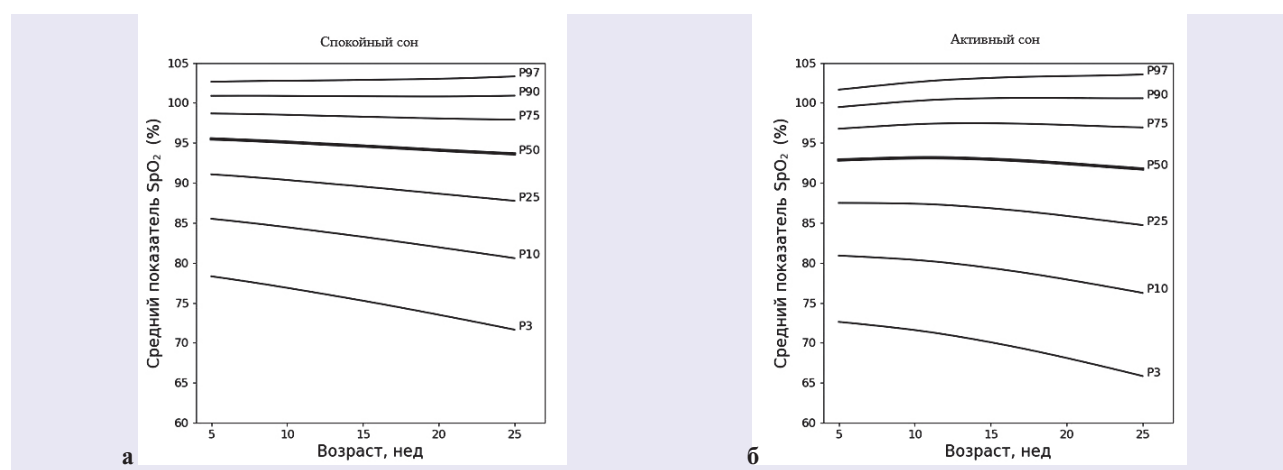 Спокойный сон
105
100
95
90
85
80
75
70
65
60
Средний показатель SpO₂ (%)
P97
P90
P75
P50
P25
P10
P3
5 10 15 20 25
Возраст, нед
а
Активный сон
105
100
95
90
85
80
75
70
65
60
Средний показатель SpO₂ (%)
P97
P90
P75
P50
P25
P10
P3
5 10 15 20 25
Возраст, нед
б